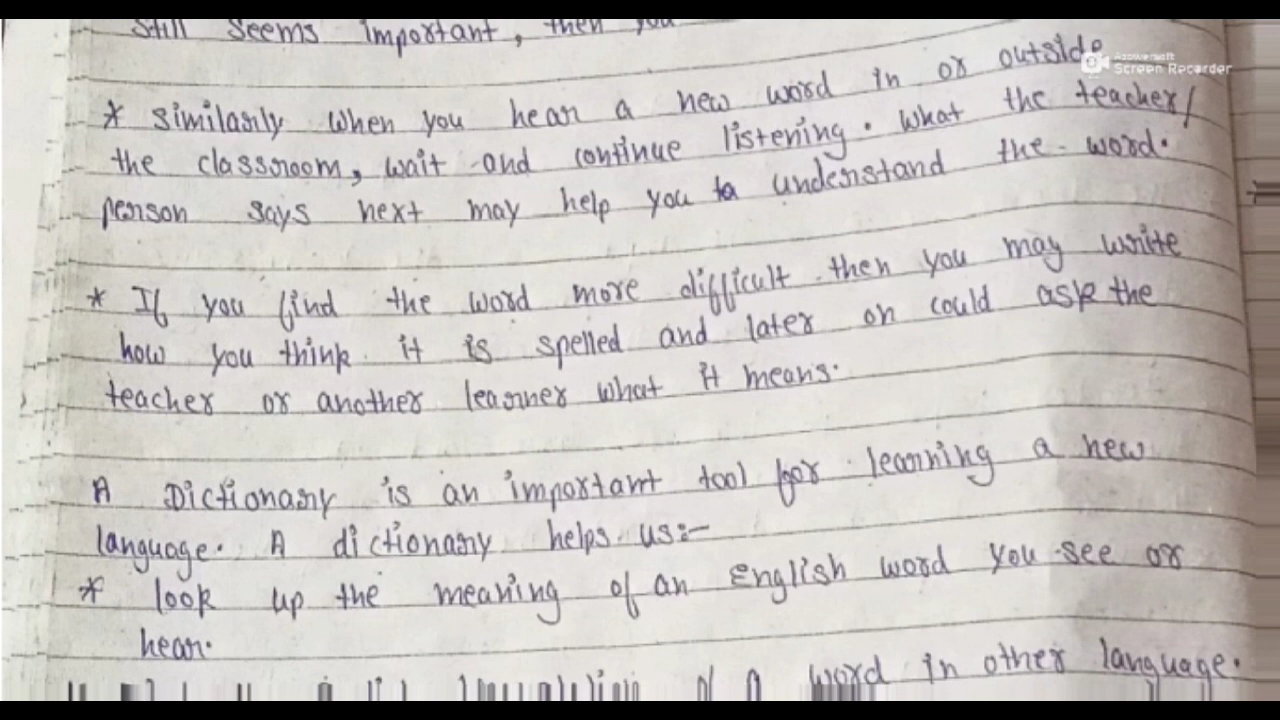 still seems important, then you
* Similarly when you hear a new word in or outside
the classroom, wait and continue listening. What the teacher/
person says next may help you to understand the word.
* If you find the word more difficult then you may write
how you think it is spelled and later on could ask the
teacher or another learner what it means.
A Dictionary is an important tool for learning a new
language. A dictionary helps us:-
* look up the meaning of an English word you see or
hear.
of a word in other language.
Screen Recorder